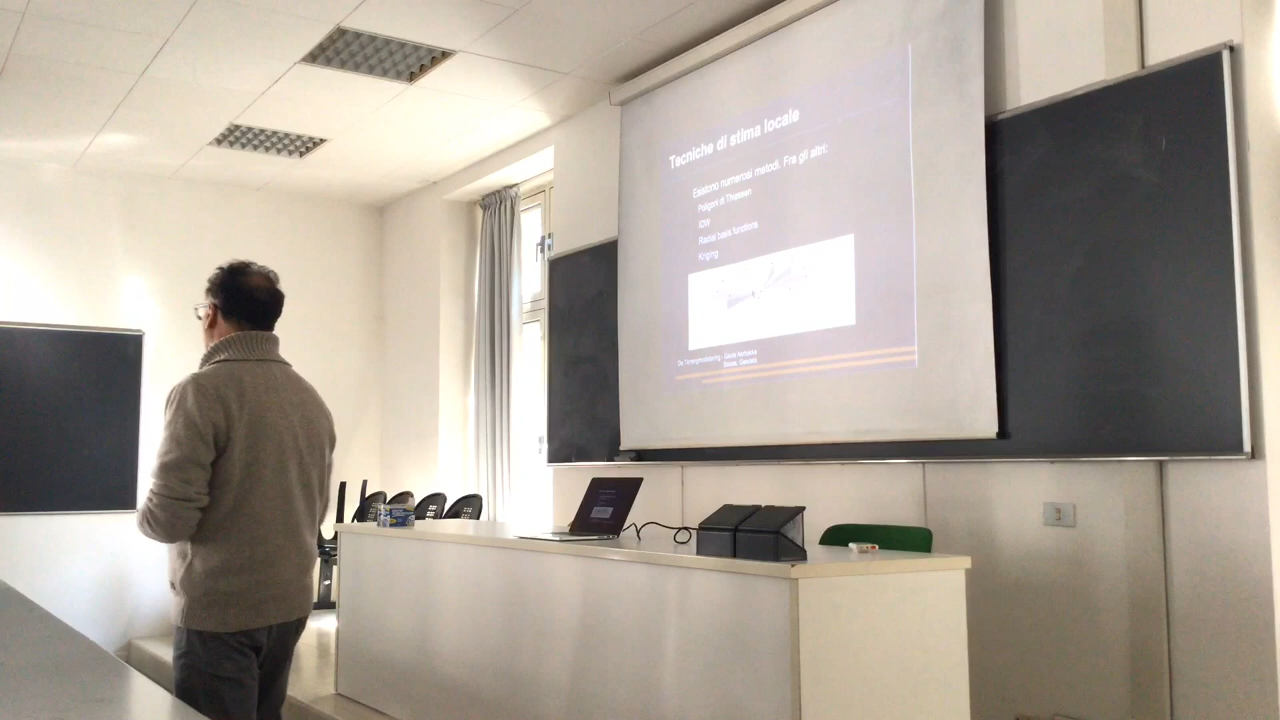 Tecniche di stima locale
Esistono numerosi metodi. Fra gli altri:
Poligoni di Thiessen
IDW
Radial basis functions
Kriging